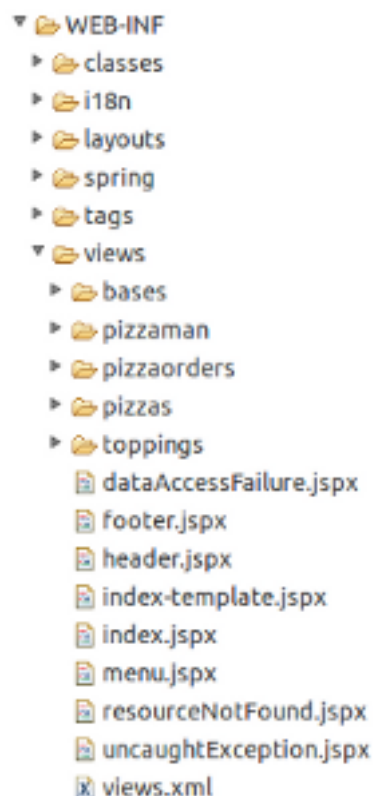 WEB-INF
classes
i18n
layouts
spring
tags
views
bases
pizzaman
pizzaorders
pizzas
toppings
dataAccessFailure.jspx
footer.jspx
header.jspx
index-template.jspx
index.jspx
menu.jspx
resourceNotFound.jspx
uncaughtException.jspx
views.xml